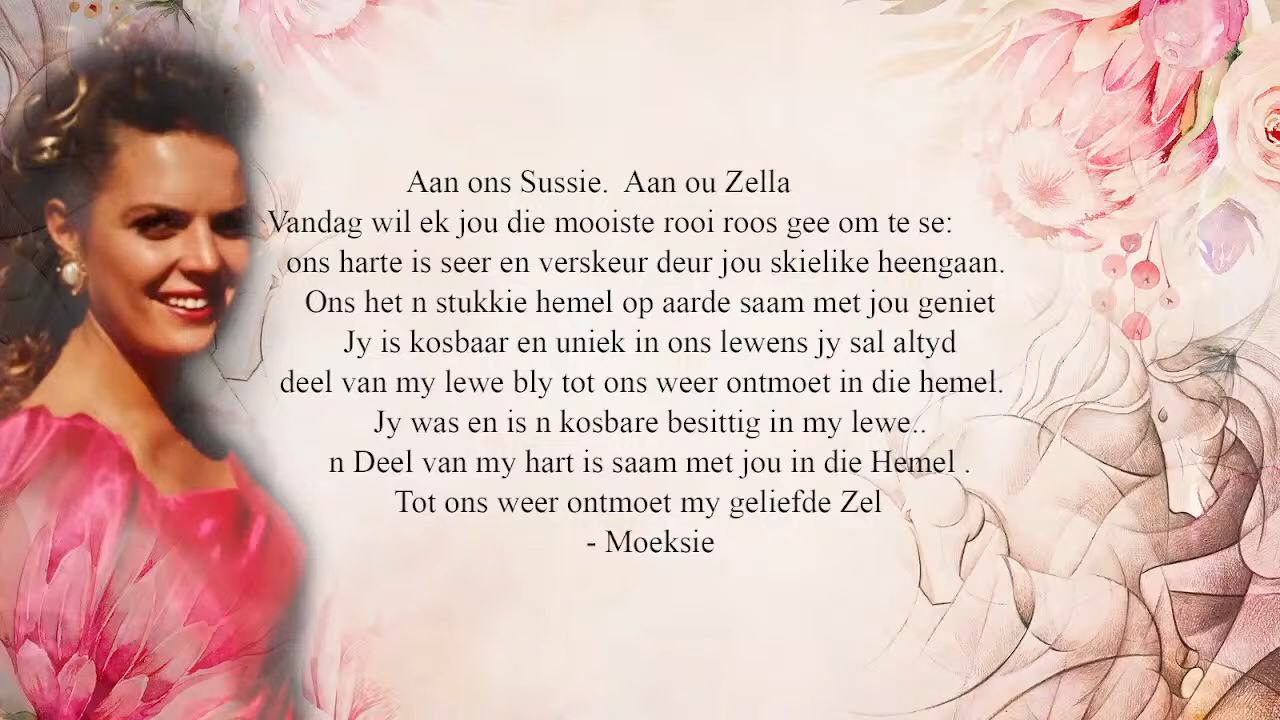 Aan ons Sussie.  Aan ou Zella
Vandag wil ek jou die mooiste rooi roos gee om te se:
ons harte is seer en verskeur deur jou skielike heengaan.
Ons het n stukkie hemel op aarde saam met jou geniet
Jy is kosbaar en uniek in ons lewens jy sal altyd
deel van my lewe bly tot ons weer ontmoet in die hemel.
Jy was en is n kosbare besittig in my lewe..
n Deel van my hart is saam met jou in die Hemel .
Tot ons weer ontmoet my geliefde Zel
- Moeksie